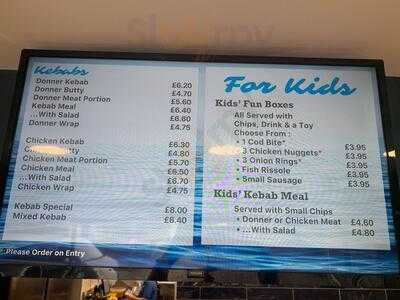 Kebabs
Donner Kebab £6.20
Donner Butty £4.70
Donner Meat Portion £5.60
Kebab Meal £6.40
...With Salad £6.60
Donner Wrap £4.75
Chicken Kebab £6.30
Chicken Butty £4.80
Chicken Meat Portion £5.70
Chicken Meal £6.50
...With Salad £6.70
Chicken Wrap £4.75
Kebab Special £8.00
Mixed Kebab £6.40
Please Order on Entry
For Kids
Kids' Fun Boxes
All Served with
Chips, Drink & a Toy
Choose From :
• 1 Cod Bite* £3.95
• 3 Chicken Nuggets* £3.95
• 3 Onion Rings* £3.95
• Fish Rissole £3.95
• Small Sausage £3.95
Kids' Kebab Meal
Served with Small Chips
• Donner or Chicken Meat £4.60
• ...With Salad £4.80